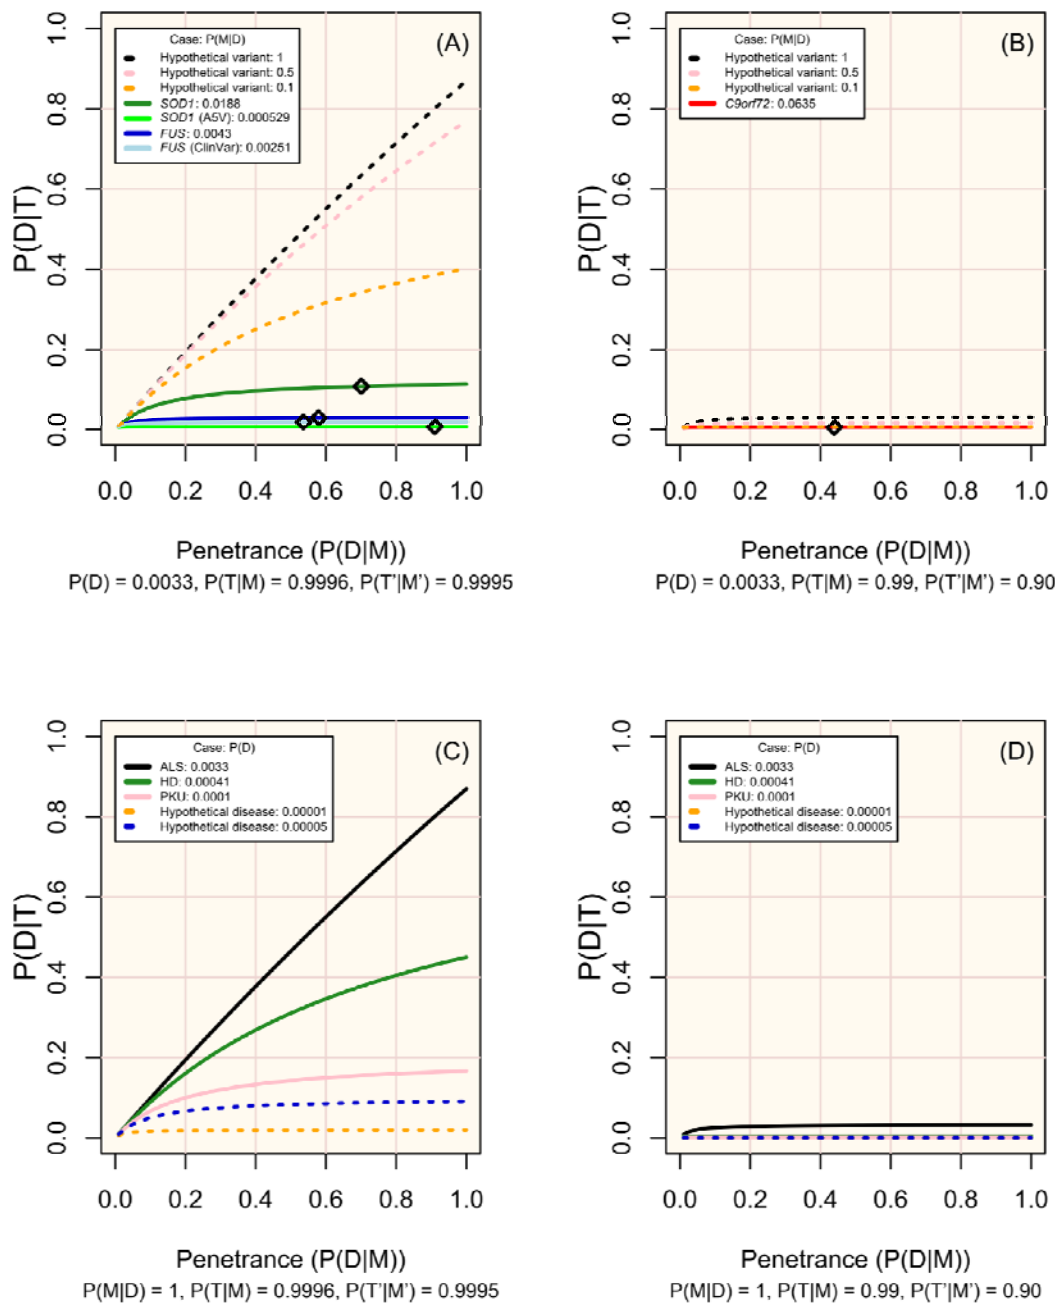 (A)
Case: P(M|D)
Hypothetical variant: 1
Hypothetical variant: 0.5
Hypothetical variant: 0.1
SOD1: 0.0188
SOD1 (A5V): 0.000529
FUS: 0.0043
FUS (ClinVar): 0.00251
P(D|T)
1.0
0.8
0.6
0.4
0.2
0.0
0.0 0.2 0.4 0.6 0.8 1.0
Penetrance (P(D|M))
P(D) = 0.0033, P(T|M) = 0.9996, P(T'|M') = 0.9995
(B)
Case: P(M|D)
Hypothetical variant: 1
Hypothetical variant: 0.5
Hypothetical variant: 0.1
C9orf72: 0.0635
P(D|T)
1.0
0.8
0.6
0.4
0.2
0.0
0.0 0.2 0.4 0.6 0.8 1.0
Penetrance (P(D|M))
P(D) = 0.0033, P(T|M) = 0.99, P(T'|M') = 0.90
(C)
Case: P(D)
ALS: 0.0033
HD: 0.00041
PKU: 0.0001
Hypothetical disease: 0.00001
Hypothetical disease: 0.00005
P(D|T)
1.0
0.8
0.6
0.4
0.2
0.0
0.0 0.2 0.4 0.6 0.8 1.0
Penetrance (P(D|M))
P(M|D) = 1, P(T|M) = 0.9996, P(T'|M') = 0.9995
(D)
Case: P(D)
ALS: 0.0033
HD: 0.00041
PKU: 0.0001
Hypothetical disease: 0.00001
Hypothetical disease: 0.00005
P(D|T)
1.0
0.8
0.6
0.4
0.2
0.0
0.0 0.2 0.4 0.6 0.8 1.0
Penetrance (P(D|M))
P(M|D) = 1, P(T|M) = 0.99, P(T'|M') = 0.90